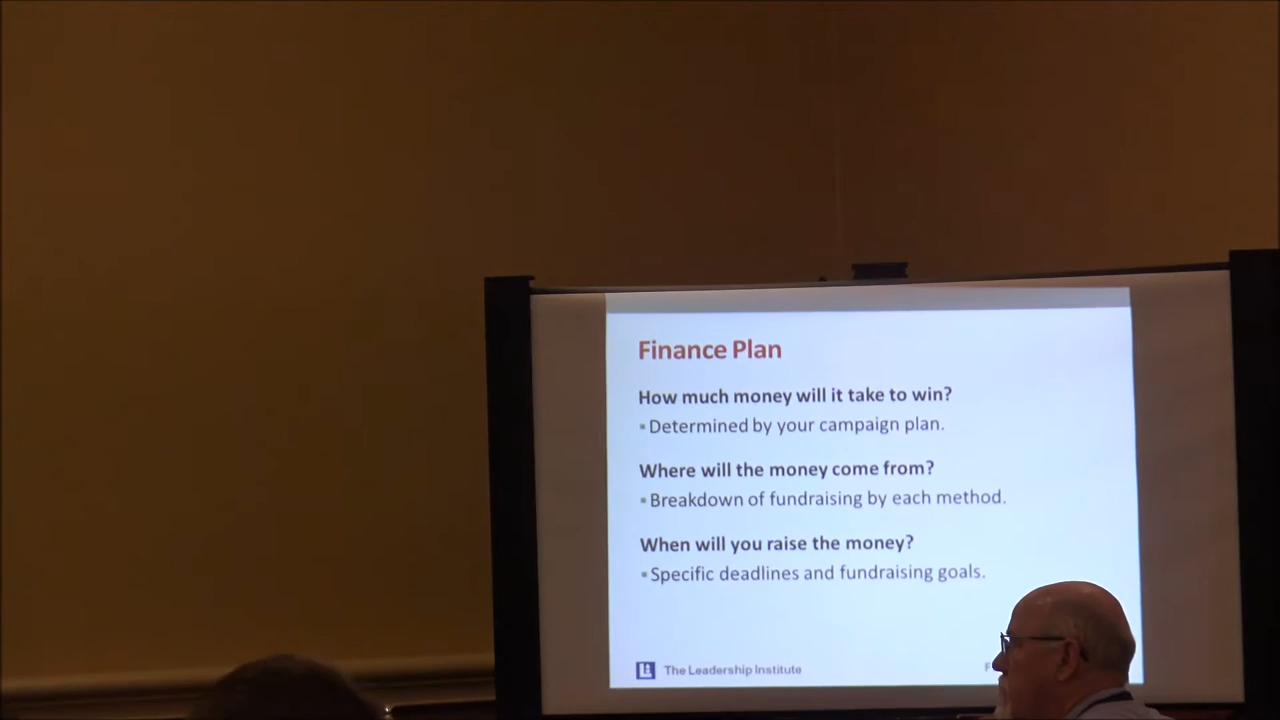 Finance Plan
How much money will it take to win?
▪ Determined by your campaign plan.
Where will the money come from?
▪ Breakdown of fundraising by each method.
When will you raise the money?
▪ Specific deadlines and fundraising goals.
The Leadership Institute